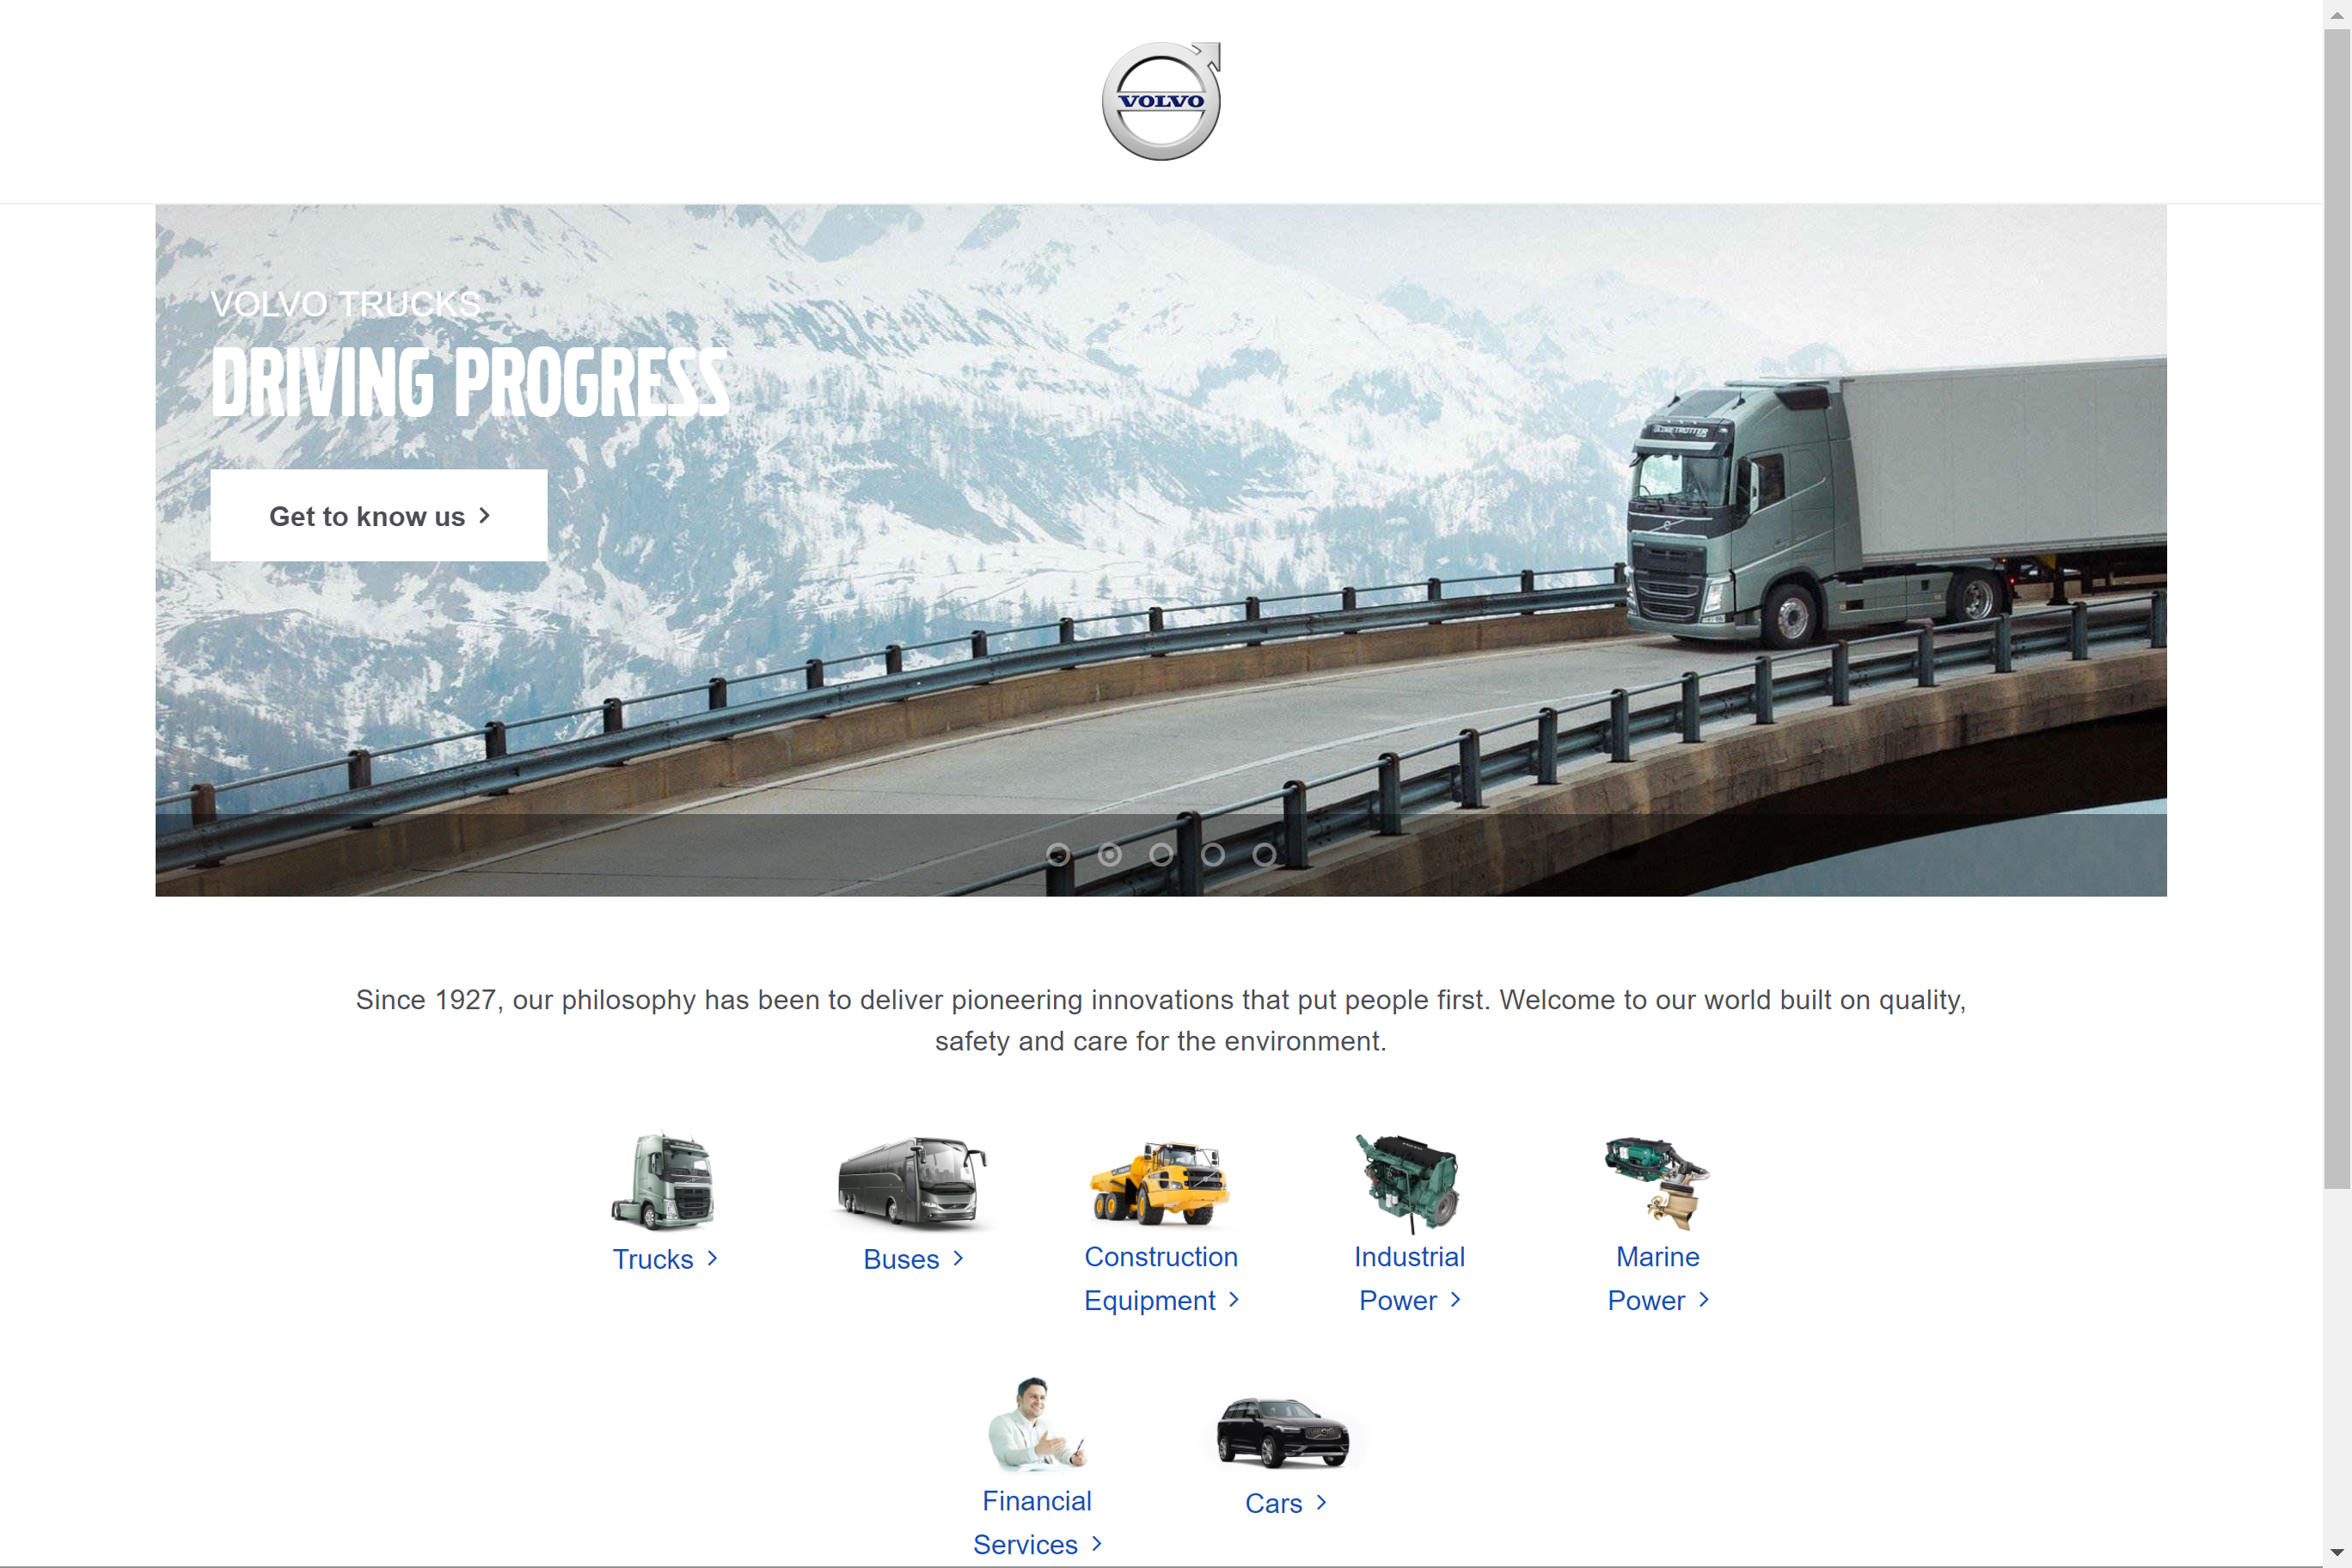 VOLVO
VOLVO TRUCKS
DRIVING PROGRESS
GLOBETROTTER
Get to know us
Since 1927, our philosophy has been to deliver pioneering innovations that put people first. Welcome to our world built on quality,
safety and care for the environment.
Trucks
Buses
Construction
Equipment
Industrial
Power
Marine
Power
Financial
Services
Cars